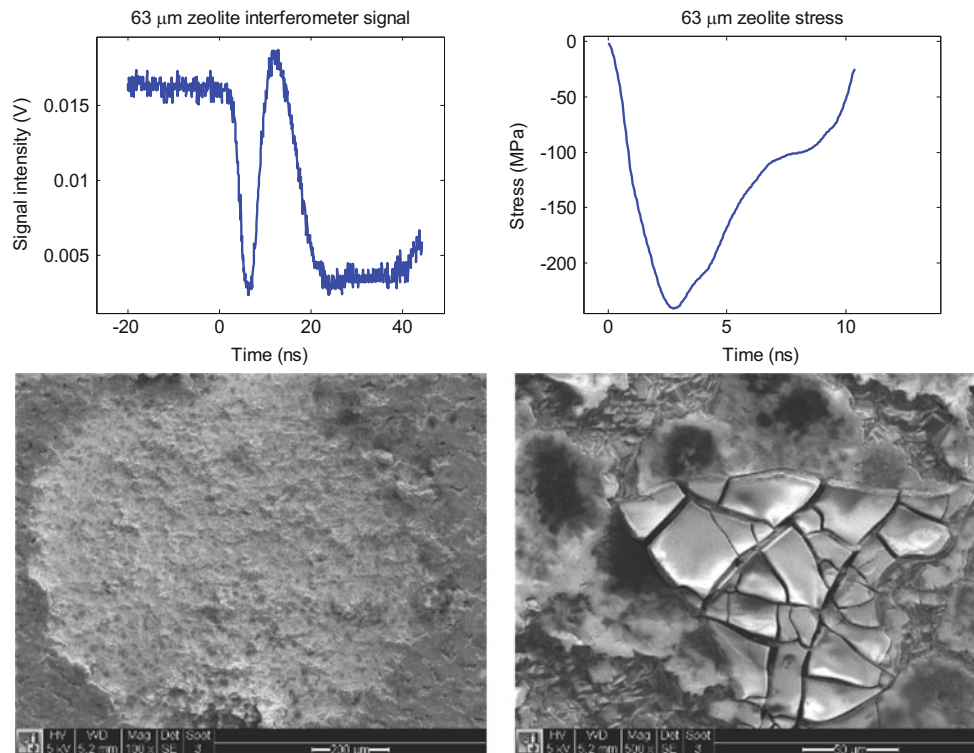 63 μm zeolite interferometer signal
Signal intensity (V)
0.015
0.01
0.005
-20
0
20
40
Time (ns)
63 μm zeolite stress
Stress (MPa)
0
-50
-100
-150
-200
0
5
10
Time (ns)
HV WD Mag Det Spot
5 kV 5.2 mm 100 x SE 3
200 μm
HV WD Mag Det Spot
5 kV 5.2 mm 500 x SE 3
50 μm